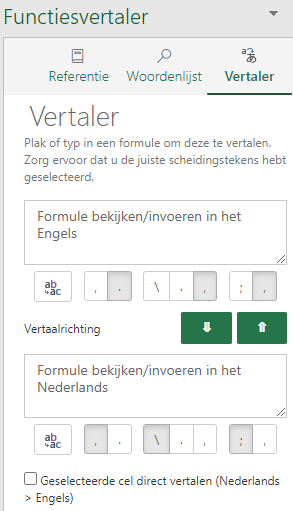 Functiesvertaler
Referentie Woordenlijst Vertaler
Vertaler
Plak of typ in een formule om deze te vertalen.
Zorg ervoor dat u de juiste scheidingstekens hebt
geselecteerd.
Formule bekijken/invoeren in het
Engels
ab
ac , . \ . , ; ,
Vertaalrichting
Formule bekijken/invoeren in het
Nederlands
ab
ac , . \ . , ; ,
Geselecteerde cel direct vertalen (Nederlands
> Engels)